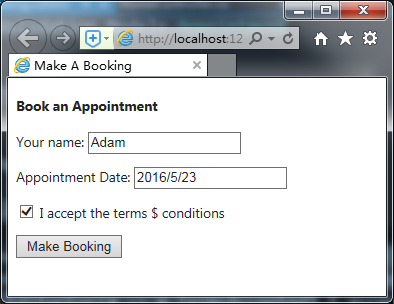 http://localhost:12
Make A Booking
Book an Appointment
Your name: Adam
Appointment Date: 2016/5/23
I accept the terms $ conditions
Make Booking